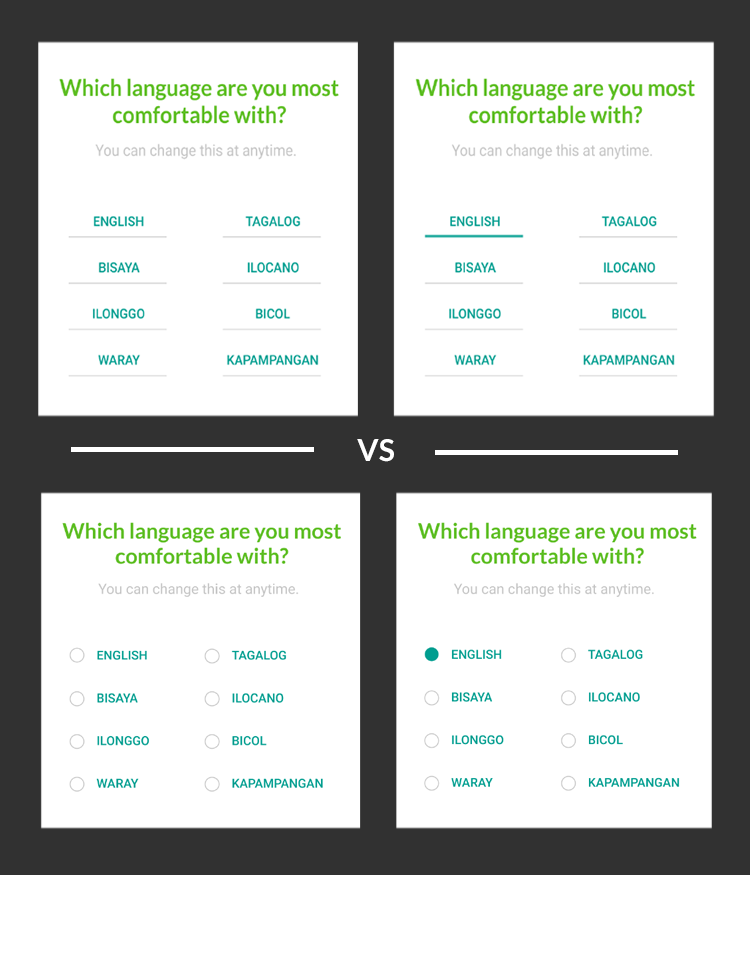 Which language are you most
comfortable with?
You can change this at anytime.
ENGLISH TAGALOG
BISAYA ILOCANO
ILONGGO BICOL
WARAY KAPAMPANGAN
Which language are you most
comfortable with?
You can change this at anytime.
ENGLISH TAGALOG
BISAYA ILOCANO
ILONGGO BICOL
WARAY KAPAMPANGAN
VS
Which language are you most
comfortable with?
You can change this at anytime.
ENGLISH TAGALOG
BISAYA ILOCANO
ILONGGO BICOL
WARAY KAPAMPANGAN
Which language are you most
comfortable with?
You can change this at anytime.
ENGLISH TAGALOG
BISAYA ILOCANO
ILONGGO BICOL
WARAY KAPAMPANGAN